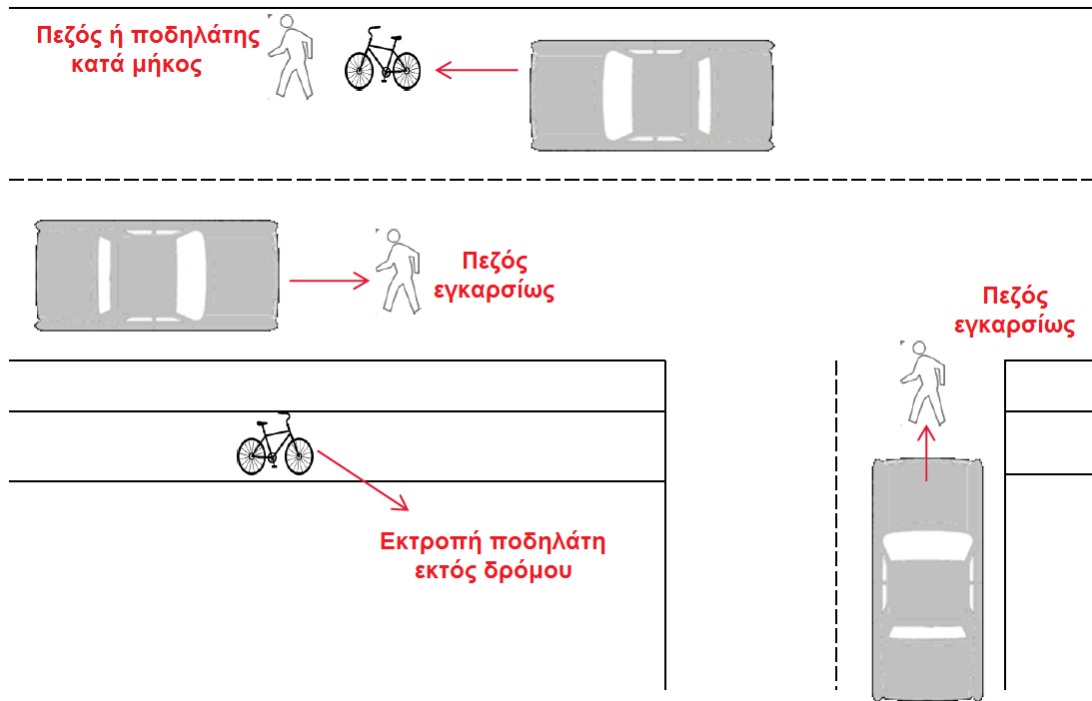 Πεζός ή ποδηλάτης
κατά μήκος
Πεζός
εγκαρσίως
Πεζός
εγκαρσίως
Εκτροπή ποδηλάτη
εκτός δρόμου